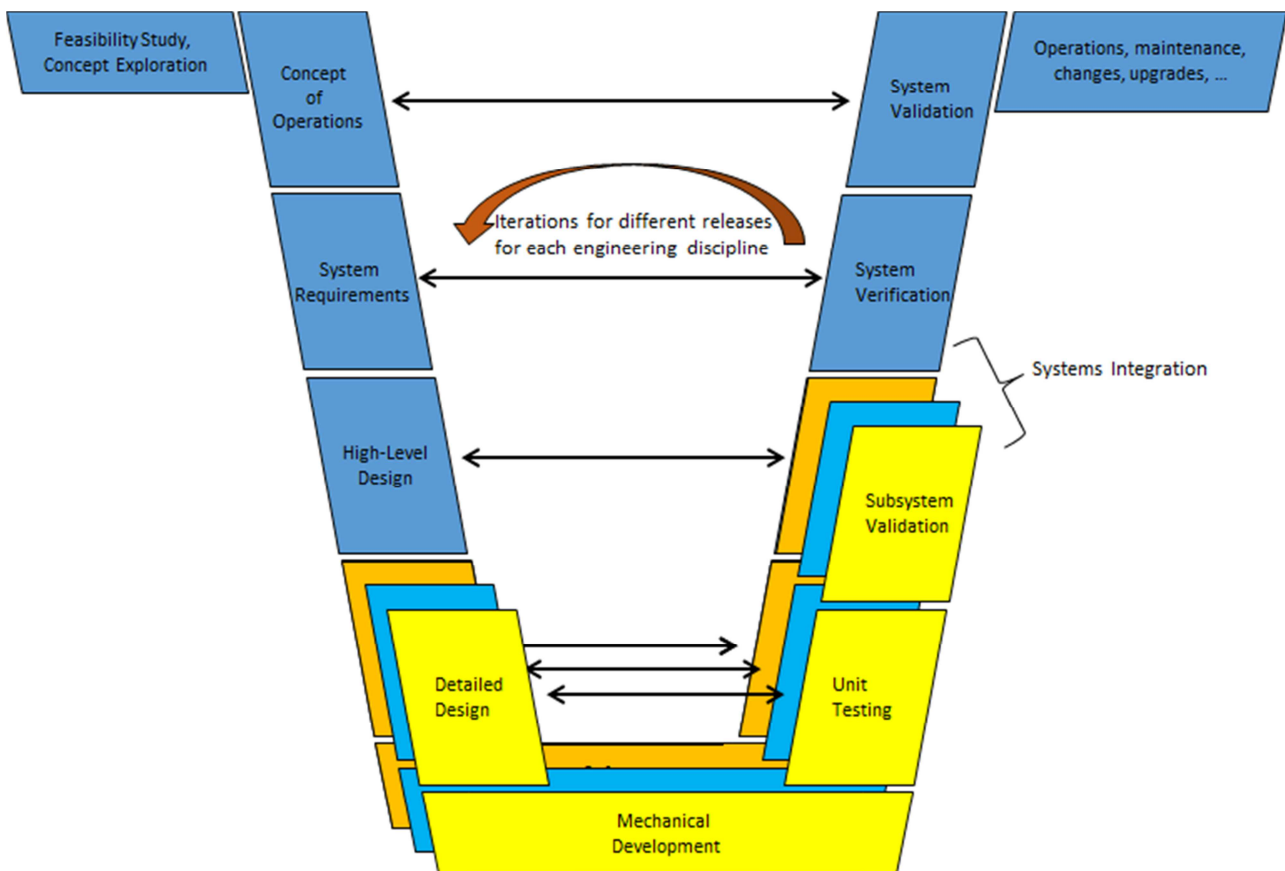 Feasibility Study,
Concept Exploration
Concept
of
Operations
System
Validation
Operations, maintenance,
changes, upgrades, ...
Iterations for different releases
for each engineering discipline
System
Requirements
System
Verification
Systems Integration
High-Level
Design
Subsystem
Validation
Detailed
Design
Unit
Testing
Mechanical
Development